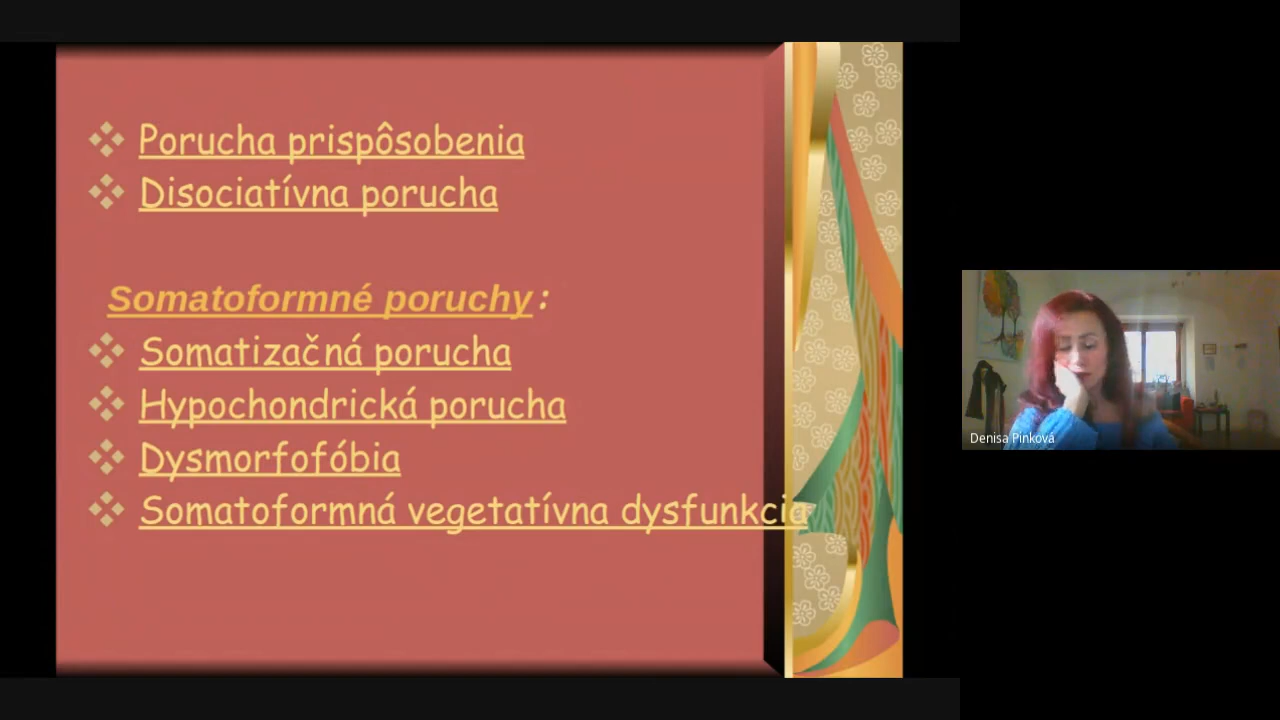 Porucha prispôsobenia
Disociatívna porucha
Somatoformné poruchy:
Somatizačná porucha
Hypochondrická porucha
Dysmorfofóbia
Somatoformná vegetatívna dysfunkcia
Denisa Pinková